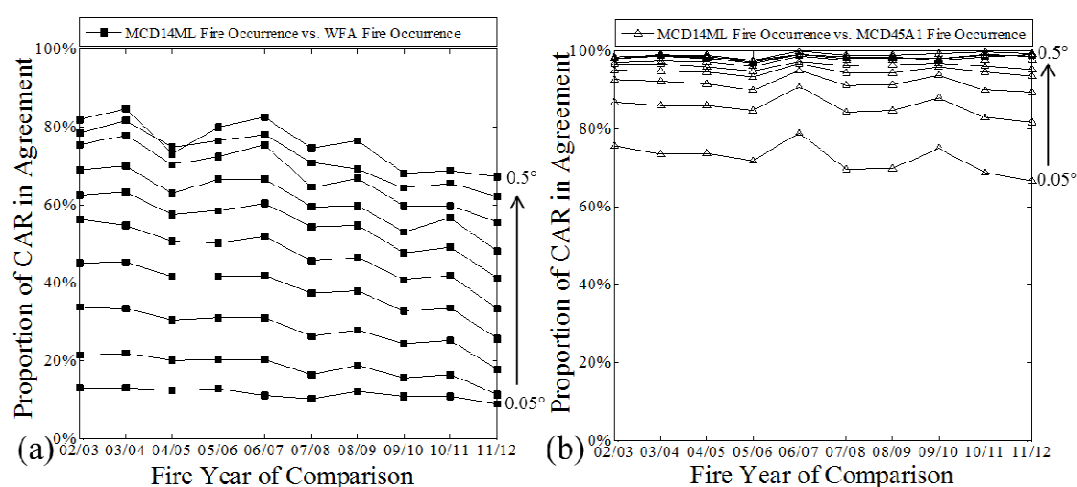 MCD14ML Fire Occurrence vs. WFA Fire Occurrence
100%
80%
60%
40%
20%
0%
Proportion of CAR in Agreement
0.5°
0.05°
(a)
02/03 03/04 04/05 05/06 06/07 07/08 08/09 09/10 10/11 11/12
Fire Year of Comparison
MCD14ML Fire Occurrence vs. MCD45A1 Fire Occurrence
100%
80%
60%
40%
20%
0%
Proportion of CAR in Agreement
0.5°
0.05°
(b)
02/03 03/04 04/05 05/06 06/07 07/08 08/09 09/10 10/11 11/12
Fire Year of Comparison